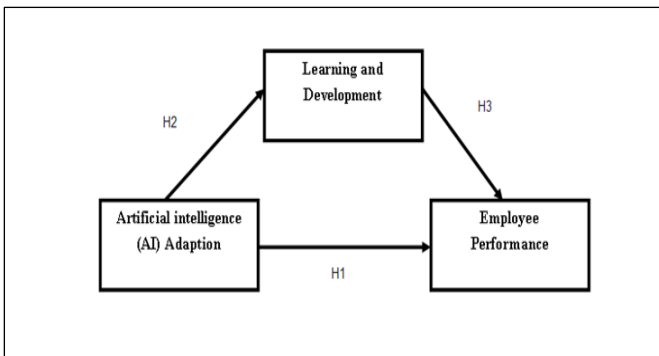 Learning and
Development
H2
H3
Artificial intelligence
(AI) Adaption
Employee
Performance
H1